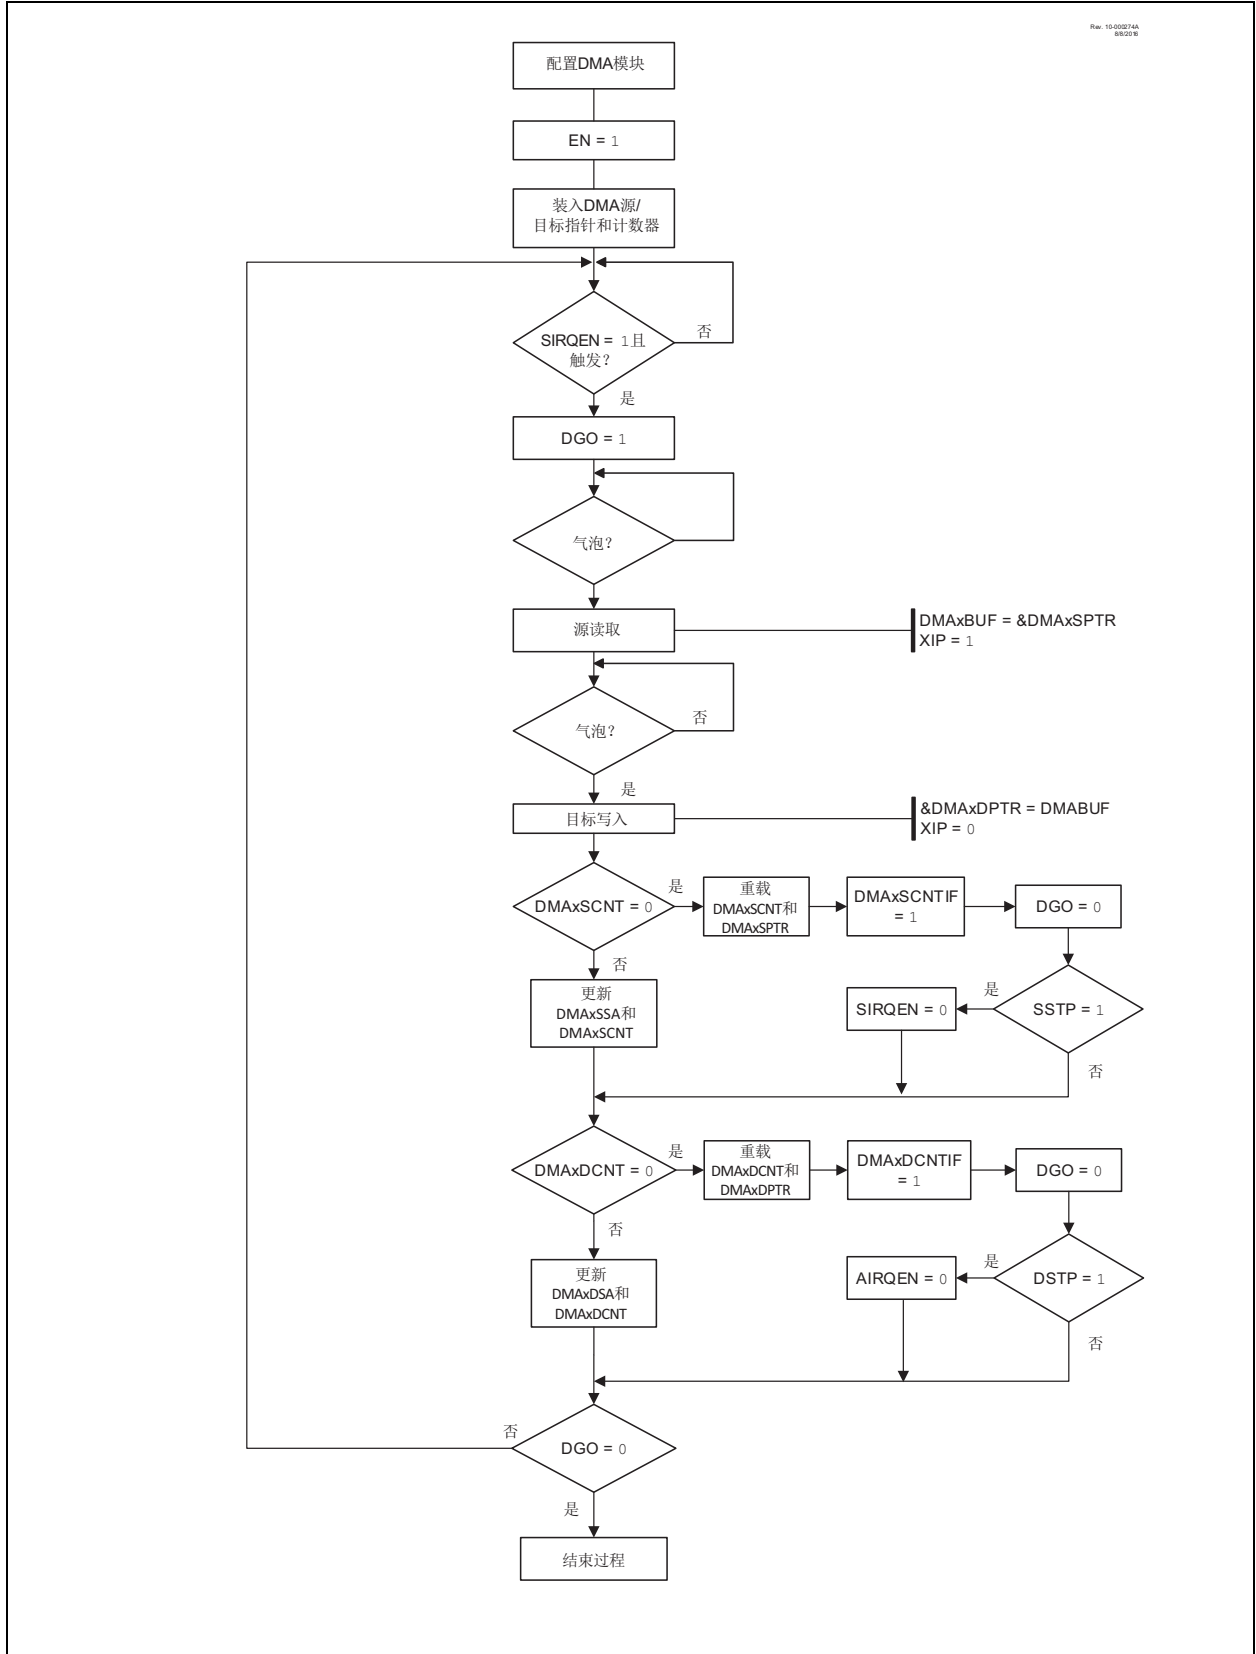 Rev. 10-000274A
6/8/2016
配置DMA模块
EN = 1
装入DMA源/
目标指针和计数器
SIRQEN = 1且
触发?
否
是
DGO = 1
气泡?
源读取
DMAxBUF = &DMAxSPTR
XIP = 1
气泡?
否
是
目标写入
&DMAxDPTR = DMABUF
XIP = 0
DMAxSCNT = 0
是
重载
DMAxSCNT和
DMAxSPTR
DMAxSCNTIF
= 1
DGO = 0
否
更新
DMAxSSA和
DMAxSCNT
SIRQEN = 0
是
SSTP = 1
否
DMAxDCNT = 0
是
重载
DMAxDCNT和
DMAxDPTR
DMAxDCNTIF
= 1
DGO = 0
否
更新
DMAxDSA和
DMAxDCNT
AIRQEN = 0
是
DSTP = 1
否
否
DGO = 0
是
结束过程